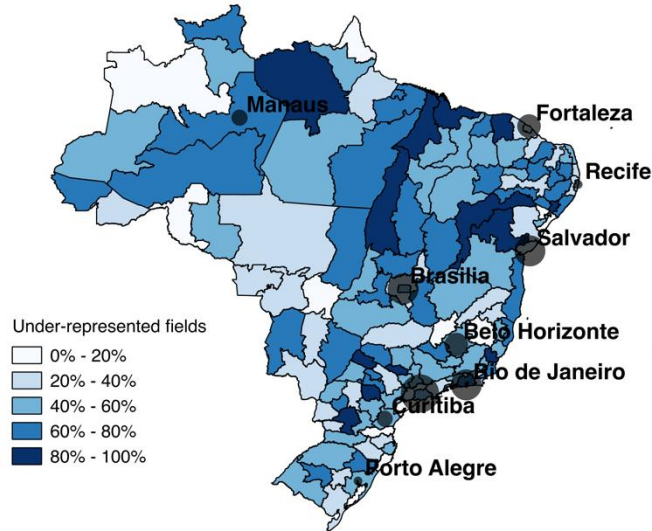 Manaus
Fortaleza
Recife
Salvador
Brasilia
Belo Horizonte
Rio de Janeiro
Curitiba
Porto Alegre
Under-represented fields
0% - 20%
20% - 40%
40% - 60%
60% - 80%
80% - 100%